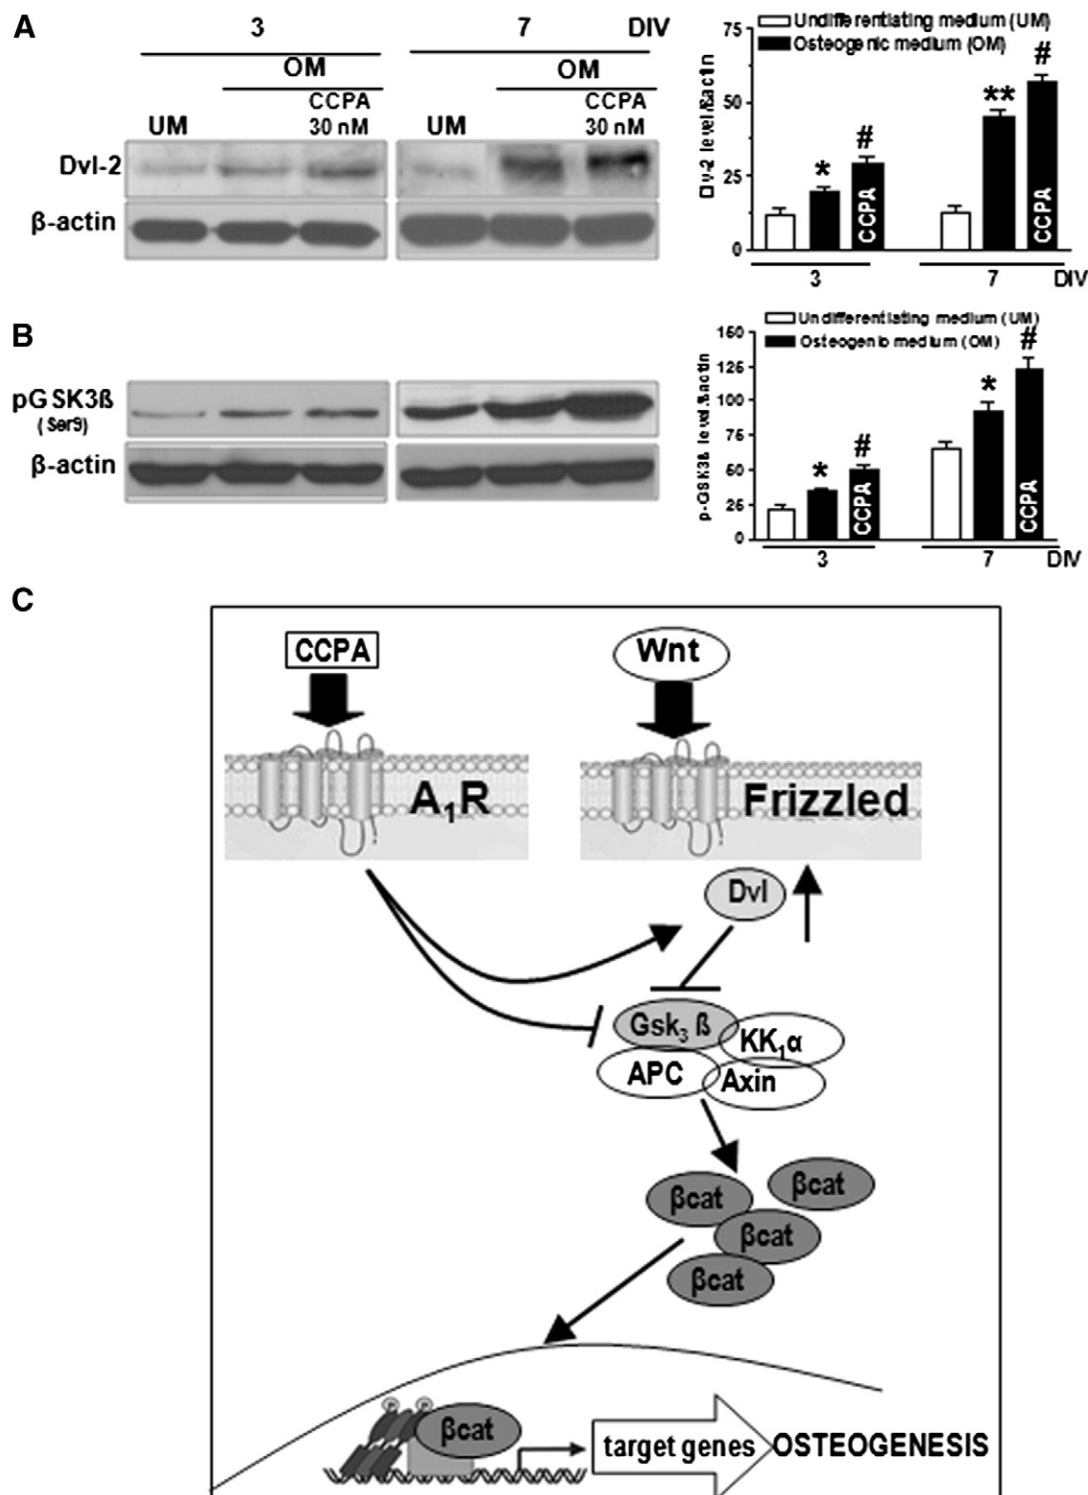 A
3
7 DIV
OM
OM
UM
CCPA
30 nM
UM
CCPA
30 nM
Dvl-2
β-actin
Undifferentiating medium (UM)
Osteogenic medium (OM)
75
50
25
0
* # ** #
CCPA
CCPA
3 7 DIV
B
pGSK3ß
(Ser9)
β-actin
Undifferentiating medium (UM)
Osteogenic medium (OM)
p-GSK3ß level/ßactin
150
125
100
75
50
25
0
* # * #
CCPA
CCPA
3 7 DIV
C
CCPA
Wnt
A₁R
Frizzled
Dvl
Gsk₃ ß
KK₁α
APC
Axin
βcat
βcat
βcat
βcat
βcat
target genes
OSTEOGENESIS